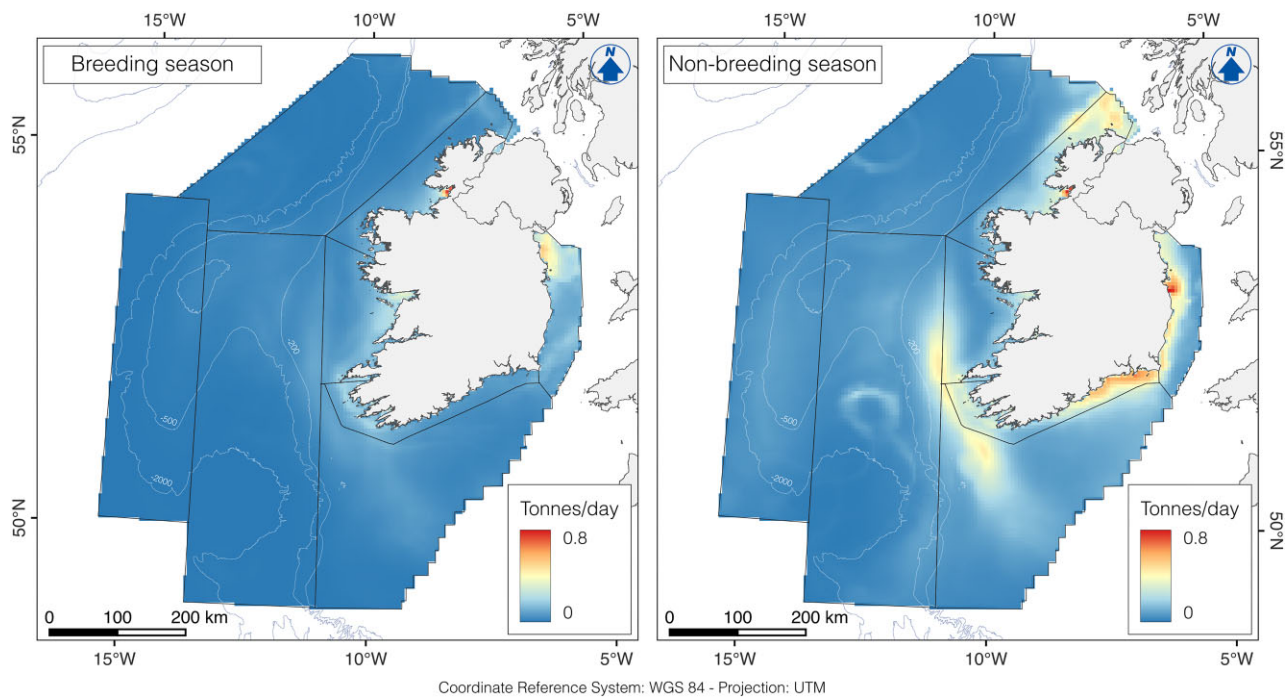 15°W 10°W 5°W 15°W 10°W 5°W
Breeding season
N
Non-breeding season
N
55°N
55°N
-200
-500
-2000
-200
-500
-2000
50°N
50°N
Tonnes/day
0.8
0
Tonnes/day
0.8
0
0 100 200 km
0 100 200 km
15°W 10°W 5°W 15°W 10°W 5°W
Coordinate Reference System: WGS 84 - Projection: UTM